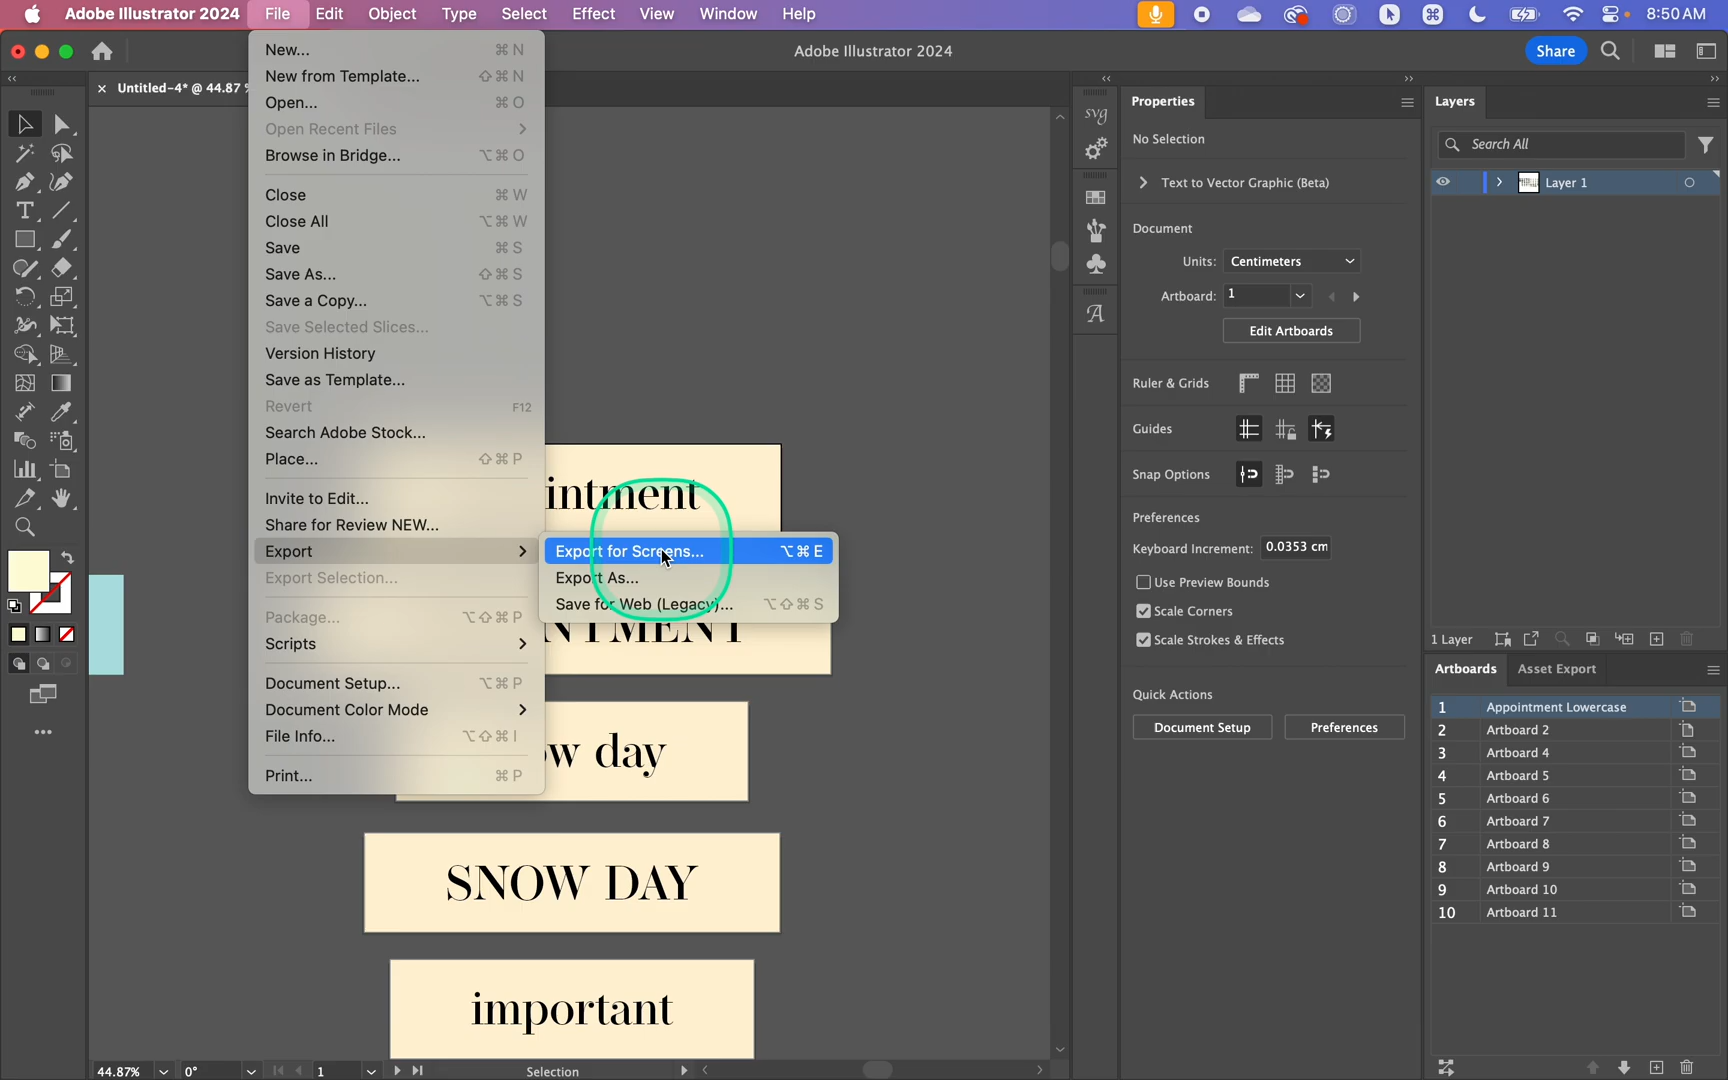 Adobe Illustrator 2024 File Edit Object Type Select Effect View Window Help 8:50 AM
Adobe Illustrator 2024 Share
Untitled-4* @ 44.87 %
New... ⌘ N
New from Template... ⇧ ⌘ N
Open... ⌘ O
Open Recent Files
Browse in Bridge... ⌥ ⌘ O
Close ⌘ W
Close All ⌥ ⌘ W
Save ⌘ S
Save As... ⇧ ⌘ S
Save a Copy... ⌥ ⌘ S
Save Selected Slices...
Version History
Save as Template...
Revert F12
Search Adobe Stock...
Place... ⇧ ⌘ P
Invite to Edit...
Share for Review NEW...
Export
Export Selection...
Package... ⌥ ⇧ ⌘ P
Scripts
Document Setup... ⌥ ⌘ P
Document Color Mode
File Info... ⌥ ⇧ ⌘ I
Print... ⌘ P
Export for Screens... ⌥ ⌘ E
Export As...
Save for Web (Legacy)... ⌥ ⇧ ⌘ S
intment
NTMENT
ow day
SNOW DAY
important
44.87% 0° 1 Selection
svg
A
Properties
No Selection
Text to Vector Graphic (Beta)
Document
Units: Centimeters
Artboard: 1
Edit Artboards
Ruler & Grids
Guides
Snap Options
Preferences
Keyboard Increment: 0.0353 cm
Use Preview Bounds
Scale Corners
Scale Strokes & Effects
Quick Actions
Document Setup Preferences
Layers
Search All
Layer 1
1 Layer
Artboards Asset Export
1 Appointment Lowercase
2 Artboard 2
3 Artboard 4
4 Artboard 5
5 Artboard 6
6 Artboard 7
7 Artboard 8
8 Artboard 9
9 Artboard 10
10 Artboard 11